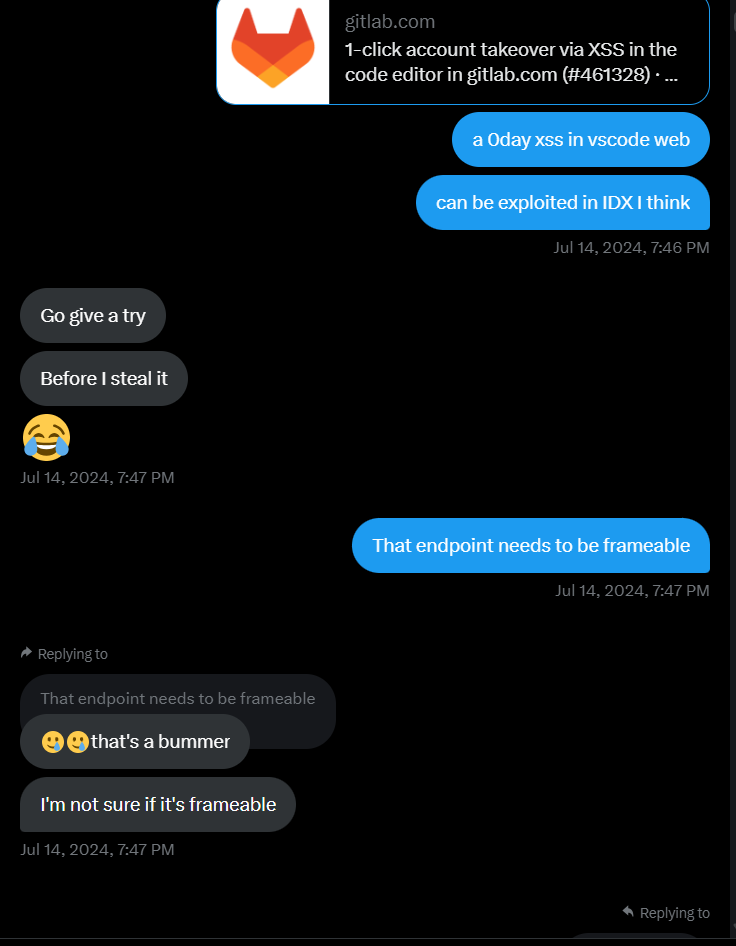 gitlab.com
1-click account takeover via XSS in the
code editor in gitlab.com (#461328) · ...
a 0day xss in vscode web
can be exploited in IDX I think
Jul 14, 2024, 7:46 PM
Go give a try
Before I steal it
😂
Jul 14, 2024, 7:47 PM
That endpoint needs to be frameable
Jul 14, 2024, 7:47 PM
Replying to
That endpoint needs to be frameable
🥲🥲that's a bummer
I'm not sure if it's frameable
Jul 14, 2024, 7:47 PM
Replying to